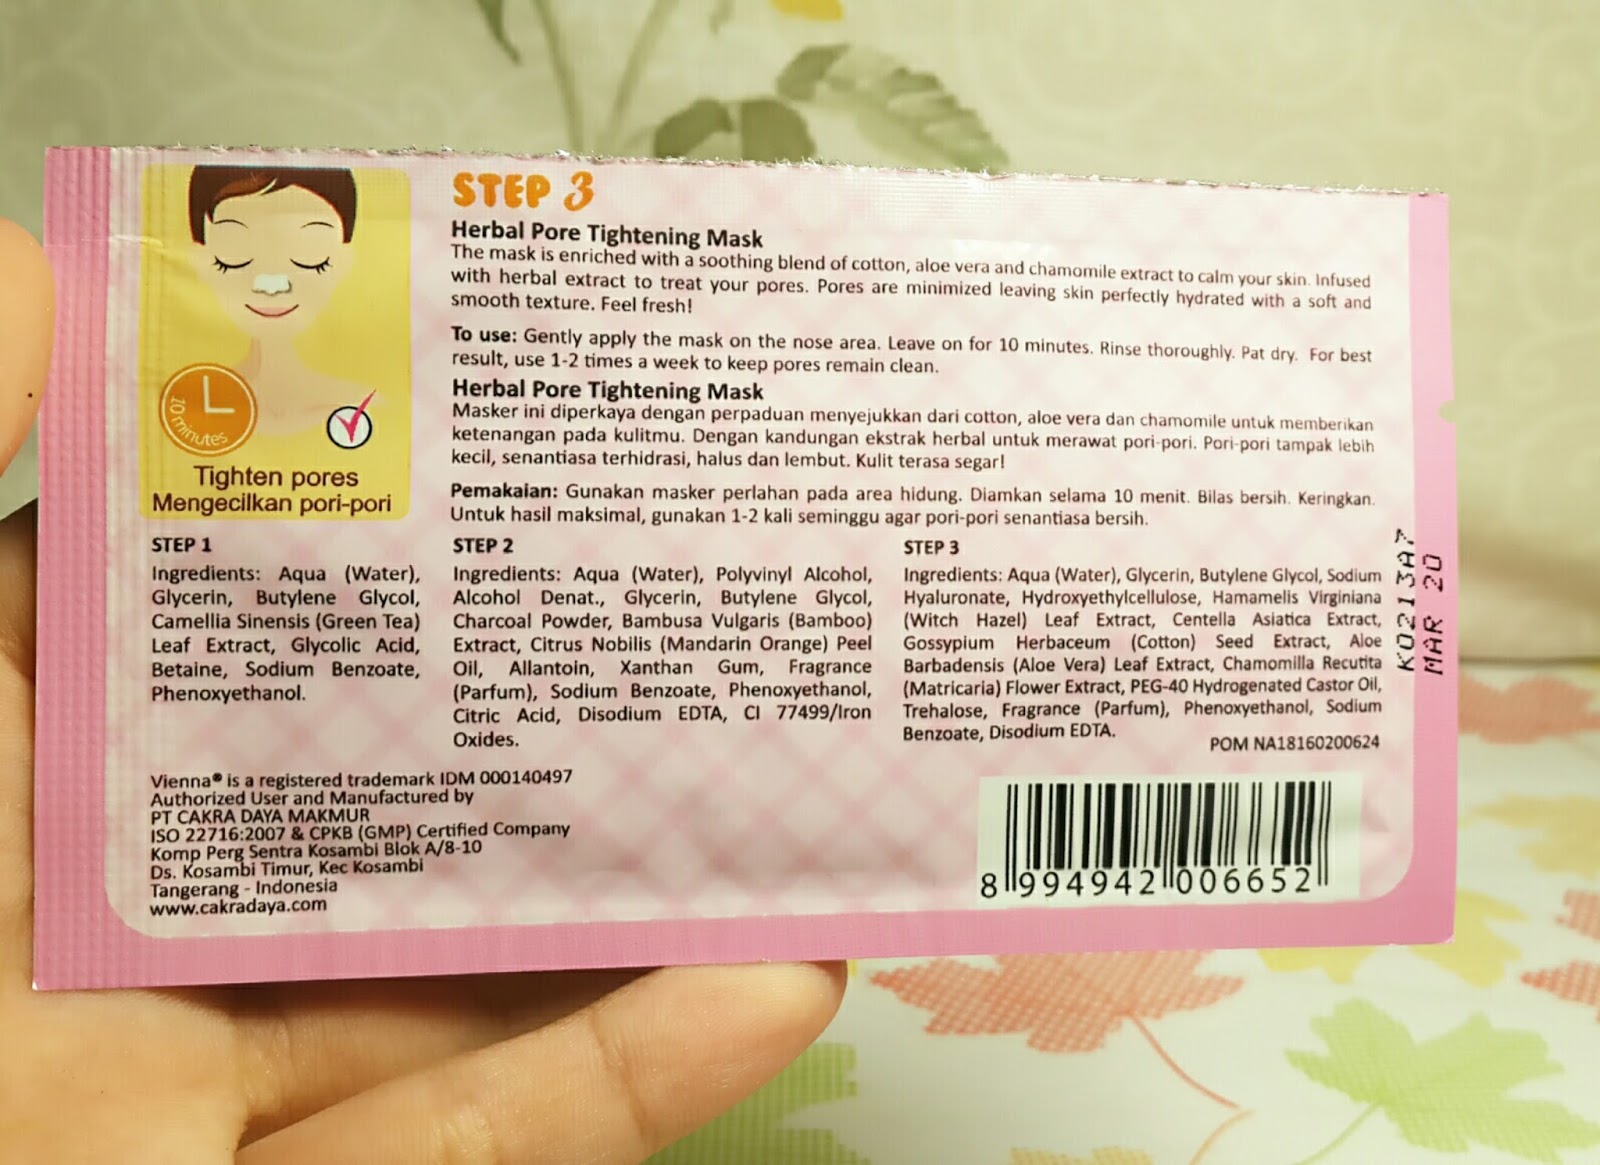 STEP 3
Herbal Pore Tightening Mask
The mask is enriched with a soothing blend of cotton, aloe vera and chamomile extract to calm your skin. Infused
with herbal extract to treat your pores. Pores are minimized leaving skin perfectly hydrated with a soft and
smooth texture. Feel fresh!
To use: Gently apply the mask on the nose area. Leave on for 10 minutes. Rinse thoroughly. Pat dry. For best
result, use 1-2 times a week to keep pores remain clean.
Herbal Pore Tightening Mask
Masker ini diperkaya dengan perpaduan menyejukkan dari cotton, aloe vera dan chamomile untuk memberikan
ketenangan pada kulitmu. Dengan kandungan ekstrak herbal untuk merawat pori-pori. Pori-pori tampak lebih
kecil, senantiasa terhidrasi, halus dan lembut. Kulit terasa segar!
Pemakaian: Gunakan masker perlahan pada area hidung. Diamkan selama 10 menit. Bilas bersih. Keringkan.
Untuk hasil maksimal, gunakan 1-2 kali seminggu agar pori-pori senantiasa bersih.
10 minutes
Tighten pores
Mengecilkan pori-pori
STEP 1
Ingredients: Aqua (Water),
Glycerin, Butylene Glycol,
Camellia Sinensis (Green Tea)
Leaf Extract, Glycolic Acid,
Betaine, Sodium Benzoate,
Phenoxyethanol.
STEP 2
Ingredients: Aqua (Water), Polyvinyl Alcohol,
Alcohol Denat., Glycerin, Butylene Glycol,
Charcoal Powder, Bambusa Vulgaris (Bamboo)
Extract, Citrus Nobilis (Mandarin Orange) Peel
Oil, Allantoin, Xanthan Gum, Fragrance
(Parfum), Sodium Benzoate, Phenoxyethanol,
Citric Acid, Disodium EDTA, CI 77499/Iron
Oxides.
STEP 3
Ingredients: Aqua (Water), Glycerin, Butylene Glycol, Sodium
Hyaluronate, Hydroxyethylcellulose, Hamamelis Virginiana
(Witch Hazel) Leaf Extract, Centella Asiatica Extract,
Gossypium Herbaceum (Cotton) Seed Extract, Aloe
Barbadensis (Aloe Vera) Leaf Extract, Chamomilla Recutita
(Matricaria) Flower Extract, PEG-40 Hydrogenated Castor Oil,
Trehalose, Fragrance (Parfum), Phenoxyethanol, Sodium
Benzoate, Disodium EDTA.
POM NA18160200624
K0213A7
MAR 20
Vienna® is a registered trademark IDM 000140497
Authorized User and Manufactured by
PT CAKRA DAYA MAKMUR
ISO 22716:2007 & CPKB (GMP) Certified Company
Komp Perg Sentra Kosambi Blok A/8-10
Ds. Kosambi Timur, Kec Kosambi
Tangerang - Indonesia
www.cakradaya.com
8 994942 006652